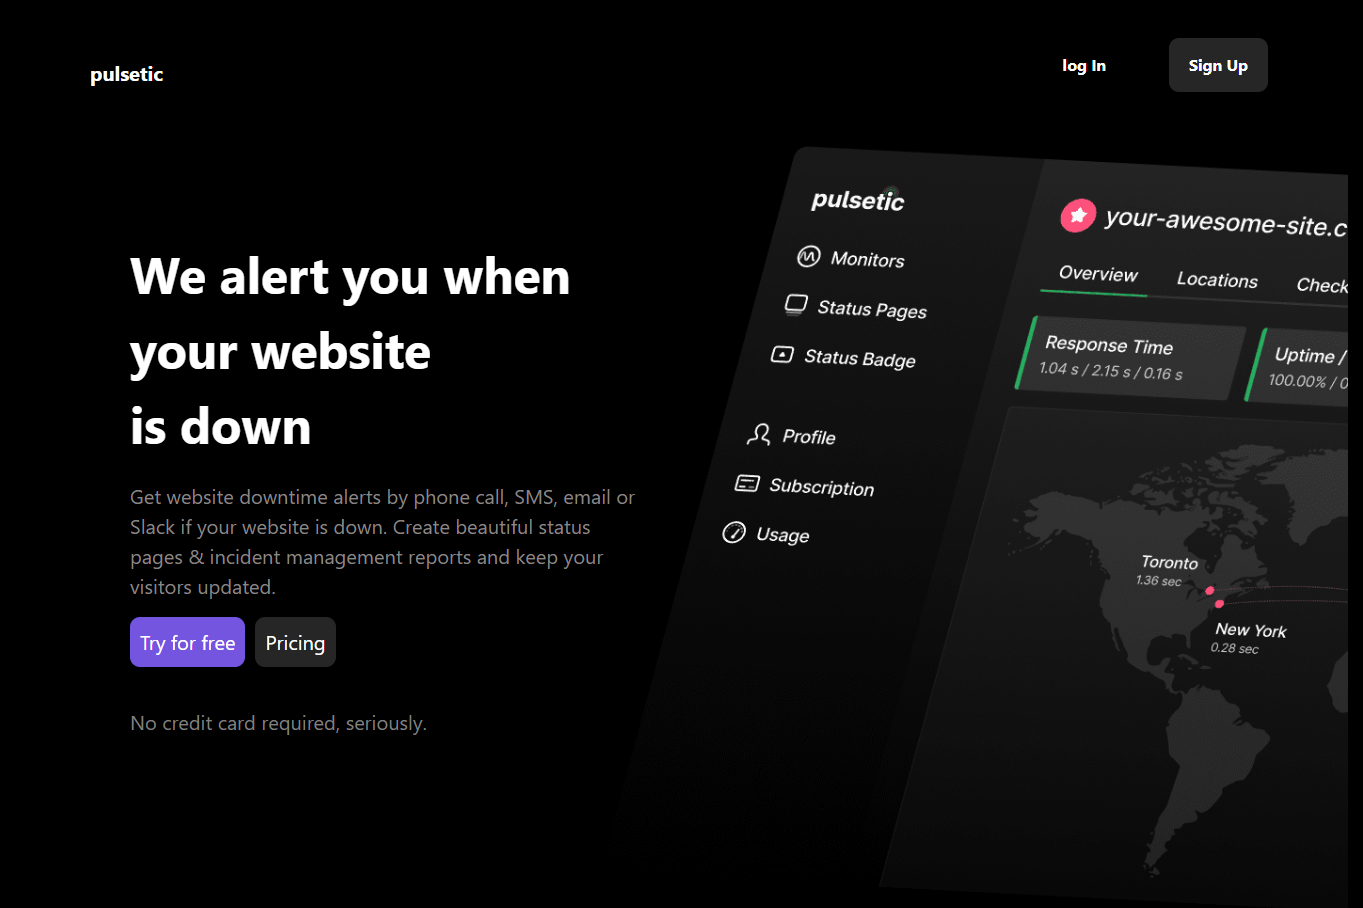 pulsetic
log In
Sign Up
We alert you when
your website
is down
Get website downtime alerts by phone call, SMS, email or
Slack if your website is down. Create beautiful status
pages & incident management reports and keep your
visitors updated.
Try for free
Pricing
No credit card required, seriously.
pulsetic
Monitors
Status Pages
Status Badge
Profile
Subscription
Usage
your-awesome-site.c
Overview
Locations
Check
Response Time
1.04 s / 2.15 s / 0.16 s
Uptime /
100.00% / 0
Toronto
1.36 sec
New York
0.28 sec